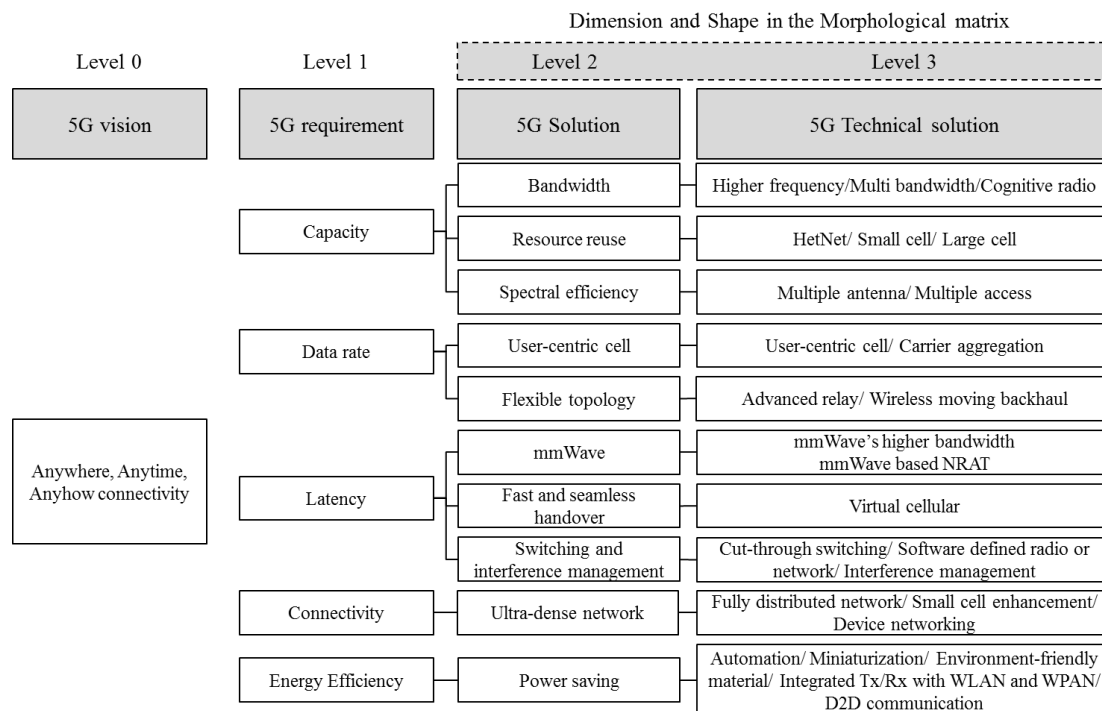 Dimension and Shape in the Morphological matrix
Level 0
Level 1
Level 2
Level 3
5G vision
5G requirement
5G Solution
5G Technical solution
Anywhere, Anytime,
Anyhow connectivity
Capacity
Bandwidth
Higher frequency/Multi bandwidth/Cognitive radio
Resource reuse
HetNet/ Small cell/ Large cell
Spectral efficiency
Multiple antenna/ Multiple access
Data rate
User-centric cell
User-centric cell/ Carrier aggregation
Flexible topology
Advanced relay/ Wireless moving backhaul
Latency
mmWave
mmWave’s higher bandwidth
mmWave based NRAT
Fast and seamless
handover
Virtual cellular
Switching and
interference management
Cut-through switching/ Software defined radio or
network/ Interference management
Connectivity
Ultra-dense network
Fully distributed network/ Small cell enhancement/
Device networking
Energy Efficiency
Power saving
Automation/ Miniaturization/ Environment-friendly
material/ Integrated Tx/Rx with WLAN and WPAN/
D2D communication